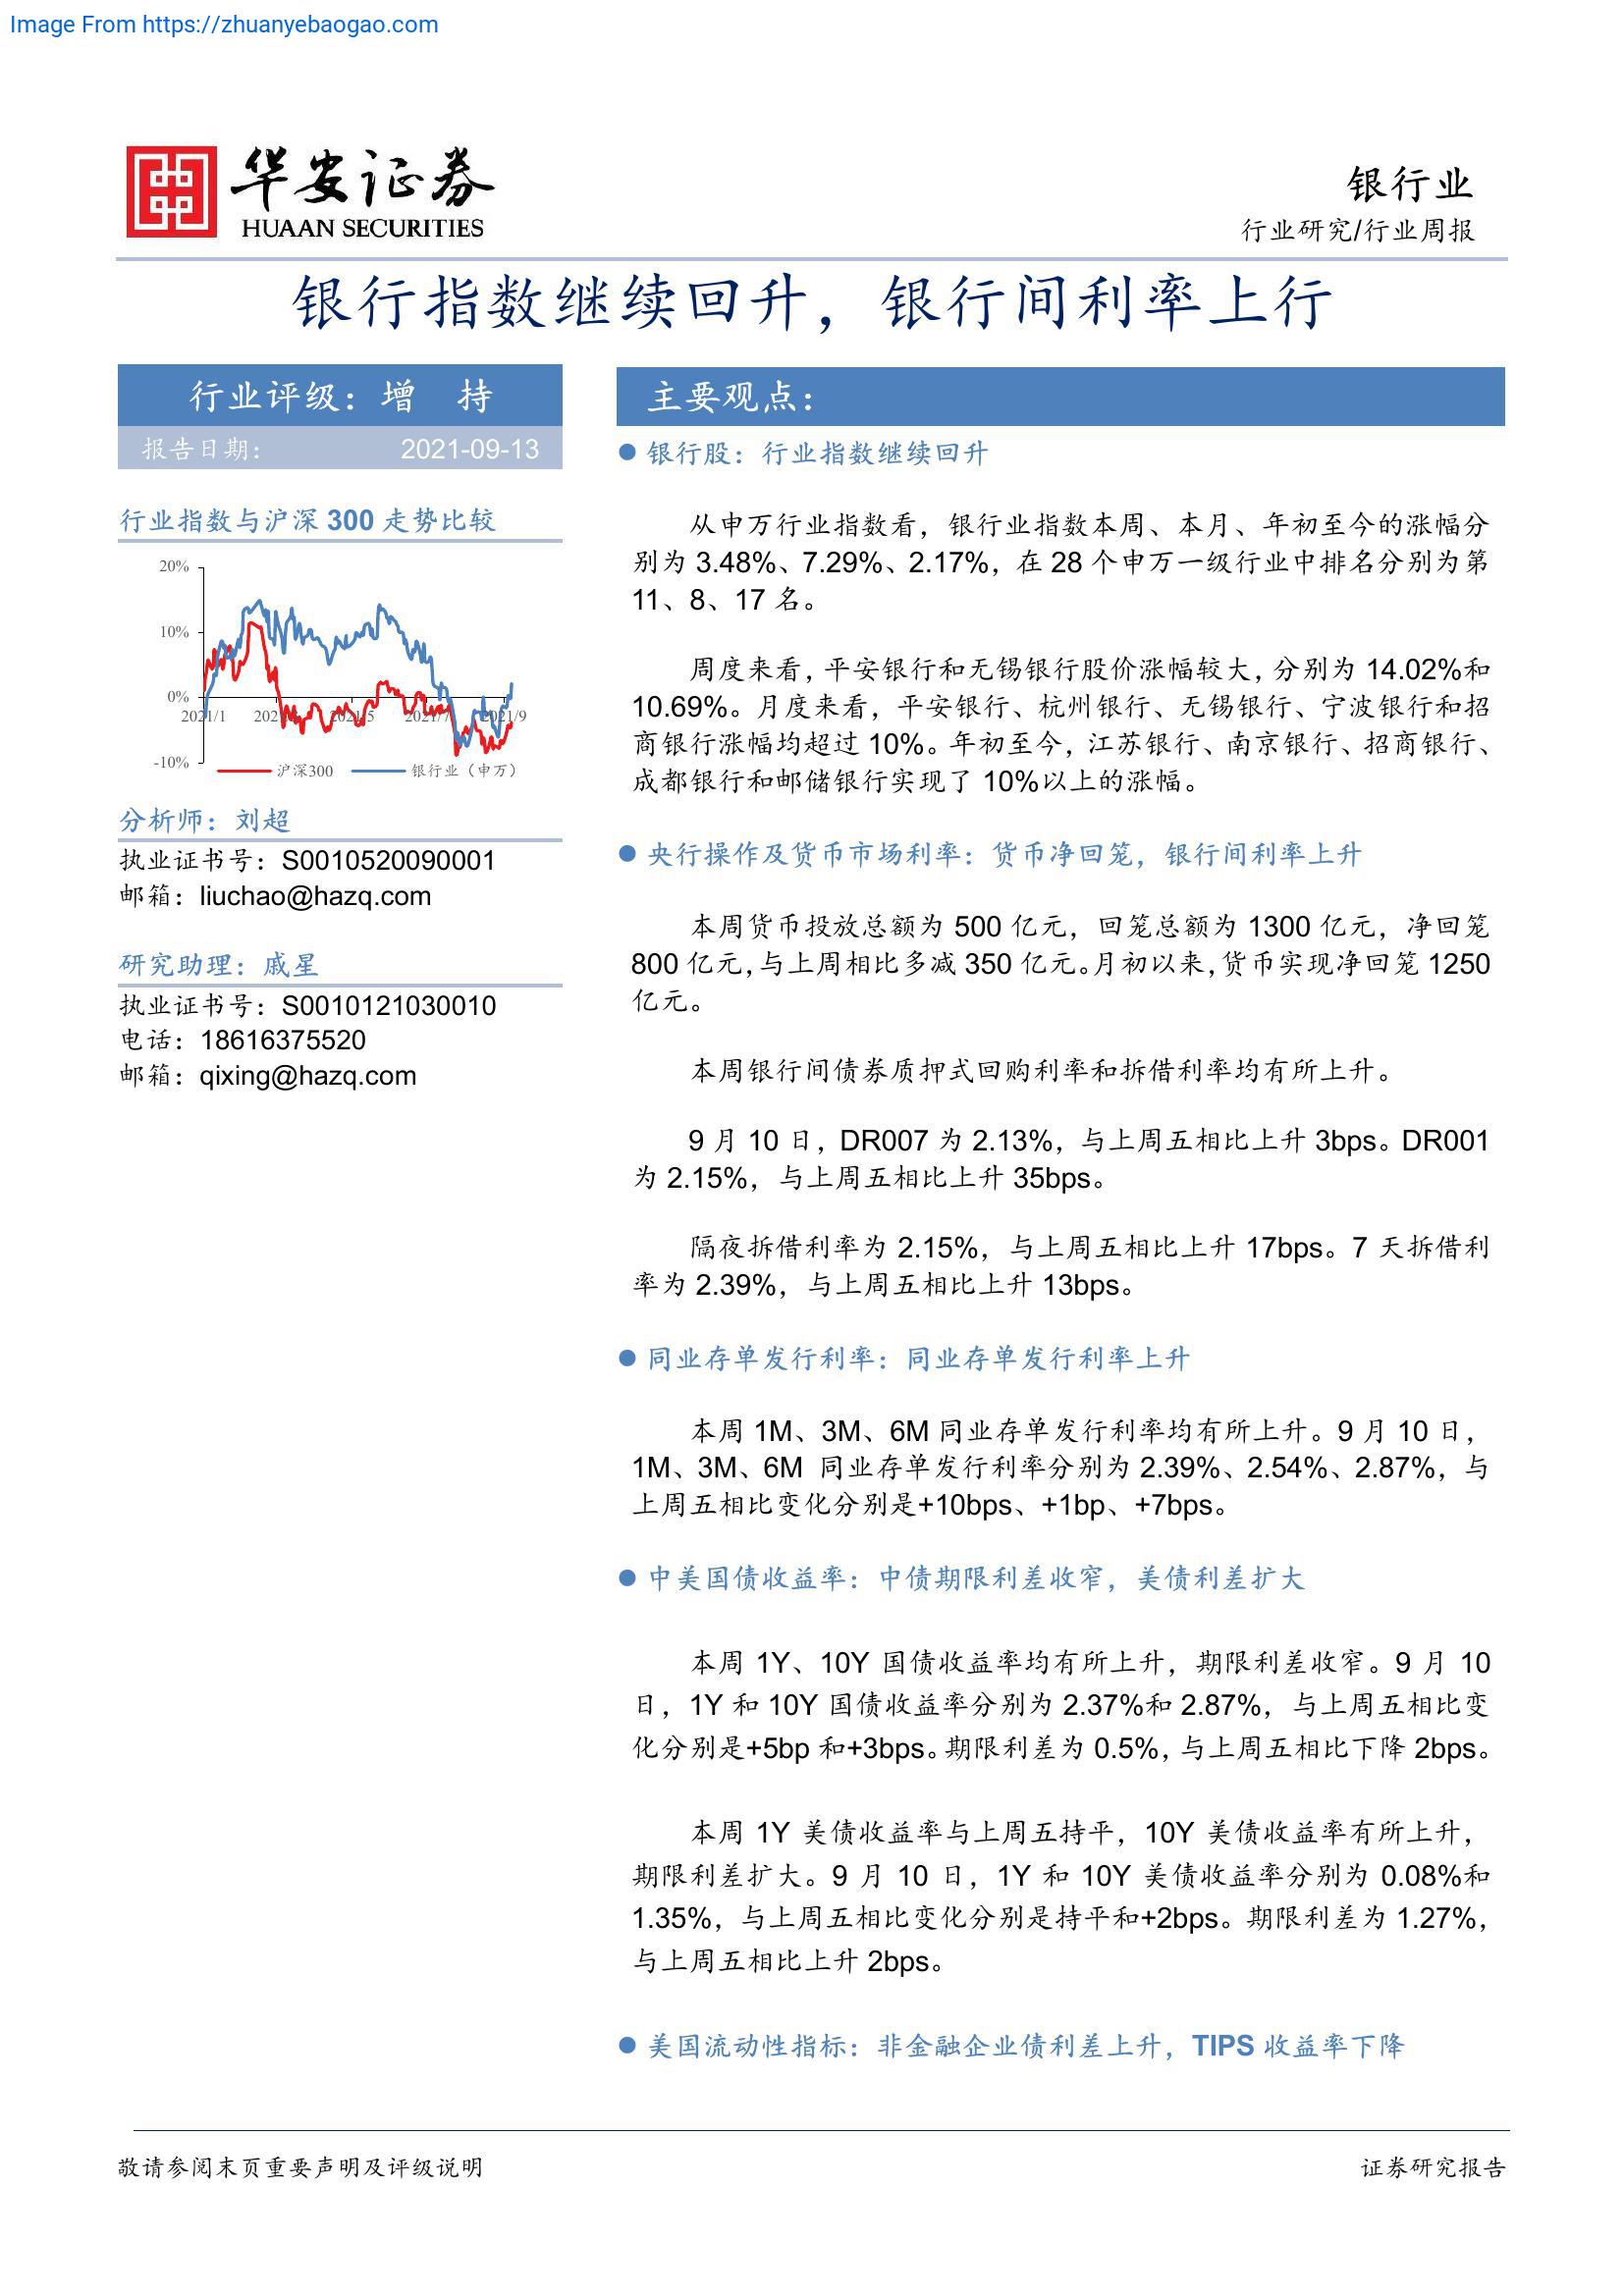 Image From https://zhuanyebaogao.com
华安证券
HUAAN SECURITIES
银行业
行业研究/行业周报
银行指数继续回升，银行间利率上行
行业评级：增 持
报告日期： 2021-09-13
行业指数与沪深 300 走势比较
20%
10%
0%
-10%
2021/1 2021/3 2021/5 2021/7 2021/9
沪深300 银行业（申万）
分析师：刘超
执业证书号：S0010520090001
邮箱：liuchao@hazq.com
研究助理：戚星
执业证书号：S0010121030010
电话：18616375520
邮箱：qixing@hazq.com
主要观点：
● 银行股：行业指数继续回升
从申万行业指数看，银行业指数本周、本月、年初至今的涨幅分
别为 3.48%、7.29%、2.17%，在 28 个申万一级行业中排名分别为第
11、8、17 名。
周度来看，平安银行和无锡银行股价涨幅较大，分别为 14.02%和
10.69%。月度来看，平安银行、杭州银行、无锡银行、宁波银行和招
商银行涨幅均超过 10%。年初至今，江苏银行、南京银行、招商银行、
成都银行和邮储银行实现了 10%以上的涨幅。
● 央行操作及货币市场利率：货币净回笼，银行间利率上升
本周货币投放总额为 500 亿元，回笼总额为 1300 亿元，净回笼
800 亿元，与上周相比多减 350 亿元。月初以来，货币实现净回笼 1250
亿元。
本周银行间债券质押式回购利率和拆借利率均有所上升。
9 月 10 日，DR007 为 2.13%，与上周五相比上升 3bps。DR001
为 2.15%，与上周五相比上升 35bps。
隔夜拆借利率为 2.15%，与上周五相比上升 17bps。7 天拆借利
率为 2.39%，与上周五相比上升 13bps。
● 同业存单发行利率：同业存单发行利率上升
本周 1M、3M、6M 同业存单发行利率均有所上升。9 月 10 日，
1M、3M、6M 同业存单发行利率分别为 2.39%、2.54%、2.87%，与
上周五相比变化分别是+10bps、+1bp、+7bps。
● 中美国债收益率：中债期限利差收窄，美债利差扩大
本周 1Y、10Y 国债收益率均有所上升，期限利差收窄。9 月 10
日，1Y 和 10Y 国债收益率分别为 2.37%和 2.87%，与上周五相比变
化分别是+5bp 和+3bps。期限利差为 0.5%，与上周五相比下降 2bps。
本周 1Y 美债收益率与上周五持平，10Y 美债收益率有所上升，
期限利差扩大。9 月 10 日，1Y 和 10Y 美债收益率分别为 0.08%和
1.35%，与上周五相比变化分别是持平和+2bps。期限利差为 1.27%，
与上周五相比上升 2bps。
● 美国流动性指标：非金融企业债利差上升，TIPS 收益率下降
敬请参阅末页重要声明及评级说明
证券研究报告